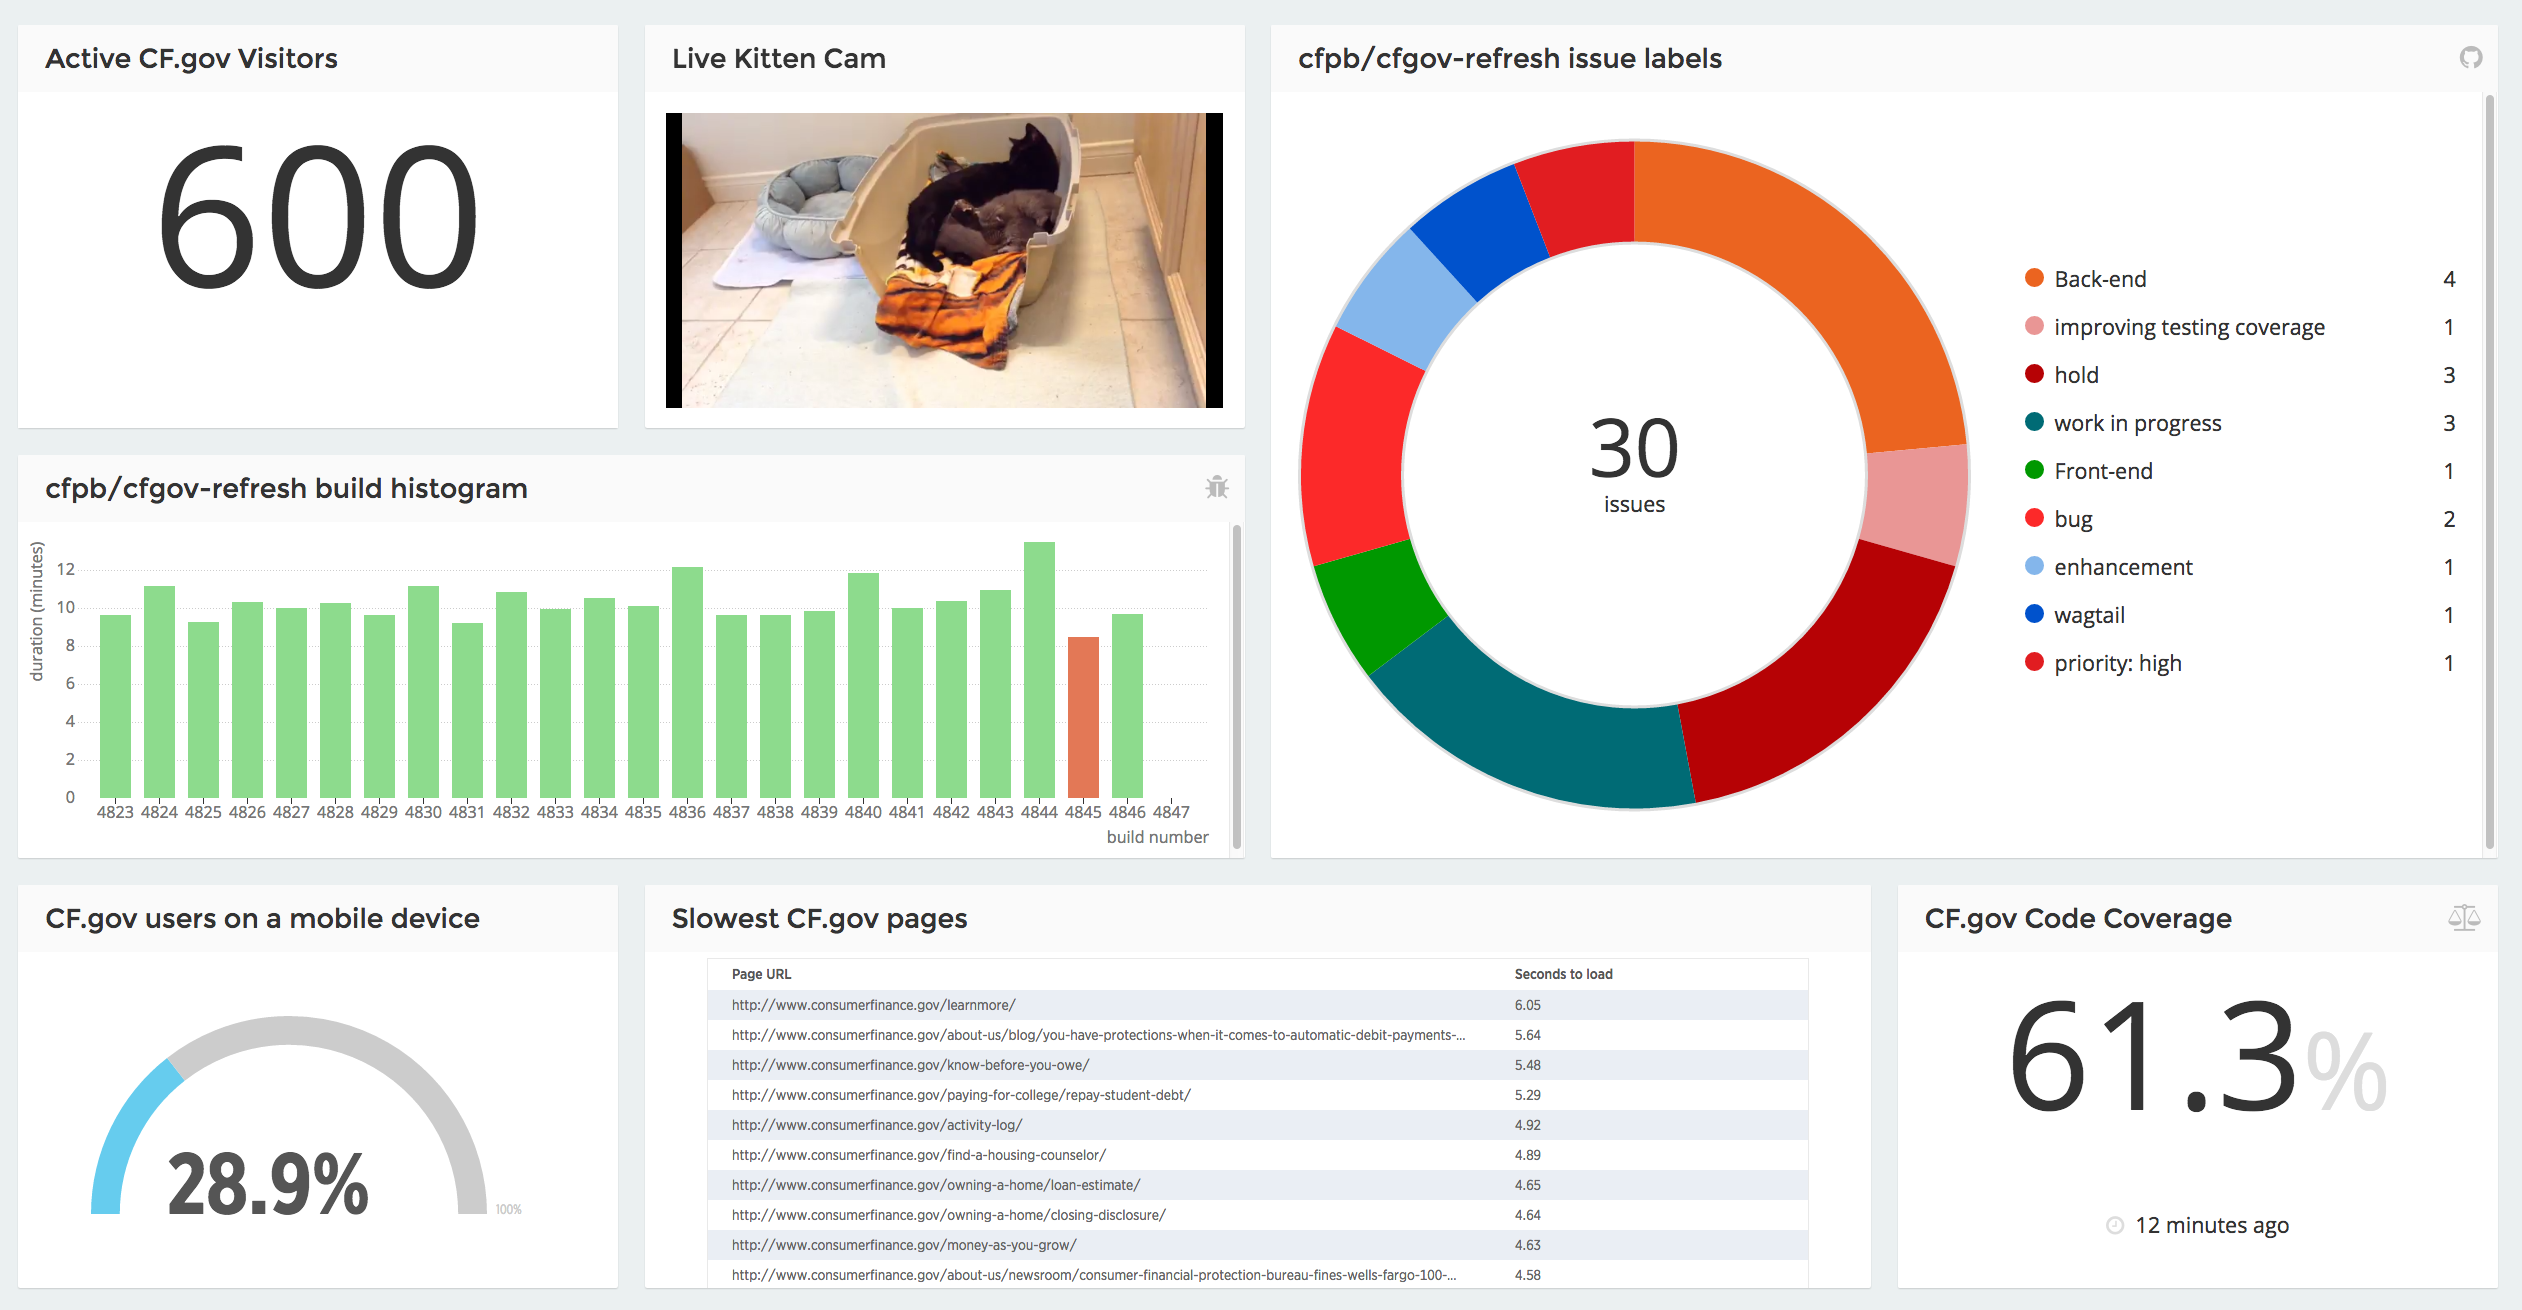 Active CF.gov Visitors
600
Live Kitten Cam
cfpb/cfgov-refresh issue labels
30
issues
Back-end 4
improving testing coverage 1
hold 3
work in progress 3
Front-end 1
bug 2
enhancement 1
wagtail 1
priority: high 1
cfpb/cfgov-refresh build histogram
duration (minutes)
12
10
8
6
4
2
0
4823 4824 4825 4826 4827 4828 4829 4830 4831 4832 4833 4834 4835 4836 4837 4838 4839 4840 4841 4842 4843 4844 4845 4846 4847
build number
CF.gov users on a mobile device
28.9%
100%
Slowest CF.gov pages
Page URL Seconds to load
http://www.consumerfinance.gov/learnmore/ 6.05
http://www.consumerfinance.gov/about-us/blog/you-have-protections-when-it-comes-to-automatic-debit-payments-... 5.64
http://www.consumerfinance.gov/know-before-you-owe/ 5.48
http://www.consumerfinance.gov/paying-for-college/repay-student-debt/ 5.29
http://www.consumerfinance.gov/activity-log/ 4.92
http://www.consumerfinance.gov/find-a-housing-counselor/ 4.89
http://www.consumerfinance.gov/owning-a-home/loan-estimate/ 4.65
http://www.consumerfinance.gov/owning-a-home/closing-disclosure/ 4.64
http://www.consumerfinance.gov/money-as-you-grow/ 4.63
http://www.consumerfinance.gov/about-us/newsroom/consumer-financial-protection-bureau-fines-wells-fargo-100-... 4.58
CF.gov Code Coverage
61.3%
12 minutes ago